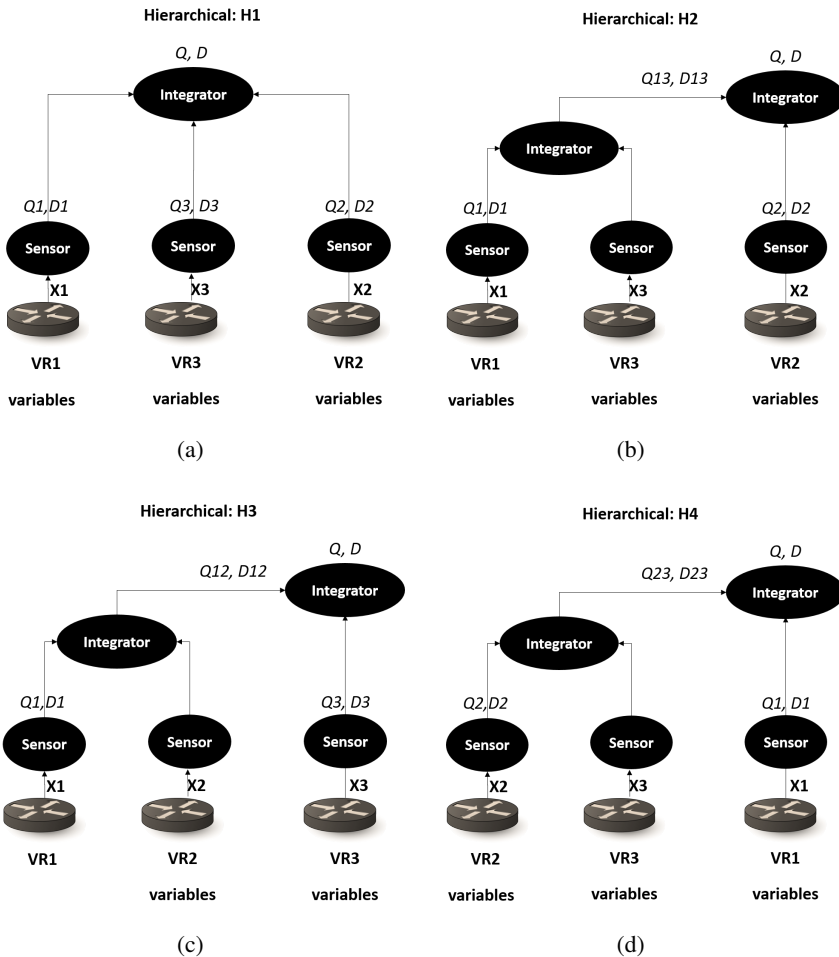 Hierarchical: H1
Q, D
Integrator
Q1,D1
Q3, D3
Q2, D2
Sensor
Sensor
Sensor
X1
X3
X2
VR1
VR3
VR2
variables
variables
variables
(a)
Hierarchical: H2
Q, D
Q13, D13
Integrator
Integrator
Q1,D1
Q2, D2
Sensor
Sensor
Sensor
X1
X3
X2
VR1
VR3
VR2
variables
variables
variables
(b)
Hierarchical: H3
Q, D
Q12, D12
Integrator
Integrator
Q1,D1
Q3, D3
Sensor
Sensor
Sensor
X1
X2
X3
VR1
VR2
VR3
variables
variables
(c)
Hierarchical: H4
Q, D
Q23, D23
Integrator
Integrator
Q2,D2
Q1, D1
Sensor
Sensor
Sensor
X2
X3
X1
VR2
VR3
VR1
variables
variables
variables
(d)